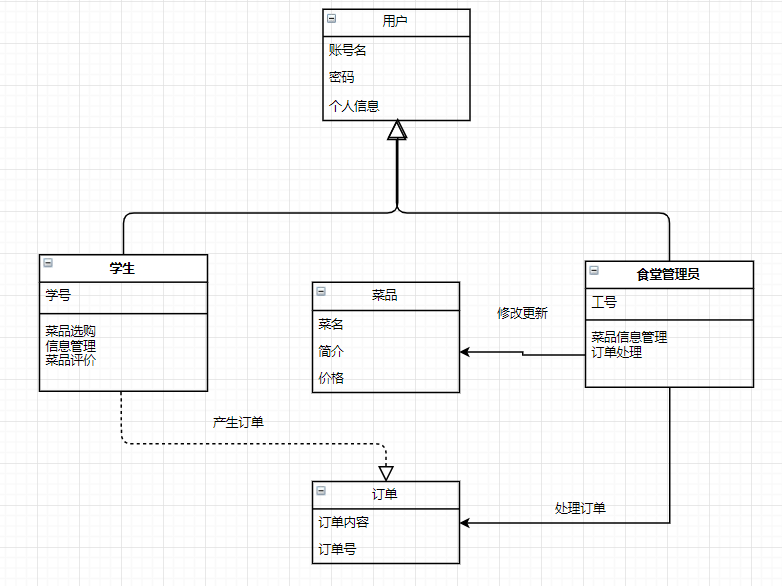 用户
账号名
密码
个人信息
学生
学号
菜品选购
信息管理
菜品评价
菜品
菜名
简介
价格
修改更新
食堂管理员
工号
菜品信息管理
订单处理
产生订单
订单
订单内容
订单号
处理订单